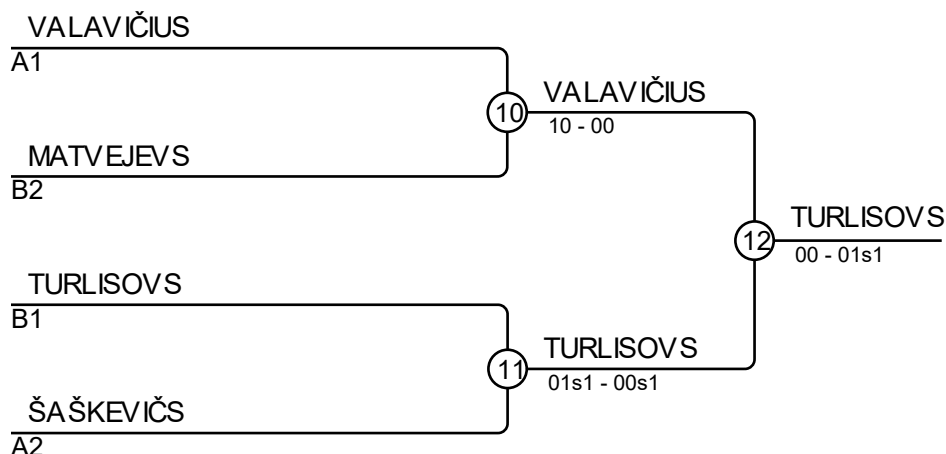 VALAVIČIUS
A1
10
VALAVIČIUS
10 - 00
MATVEJEVS
B2
12
TURLISOVS
00 - 01s1
TURLISOVS
B1
11
TURLISOVS
01s1 - 00s1
ŠAŠKEVIČS
A2